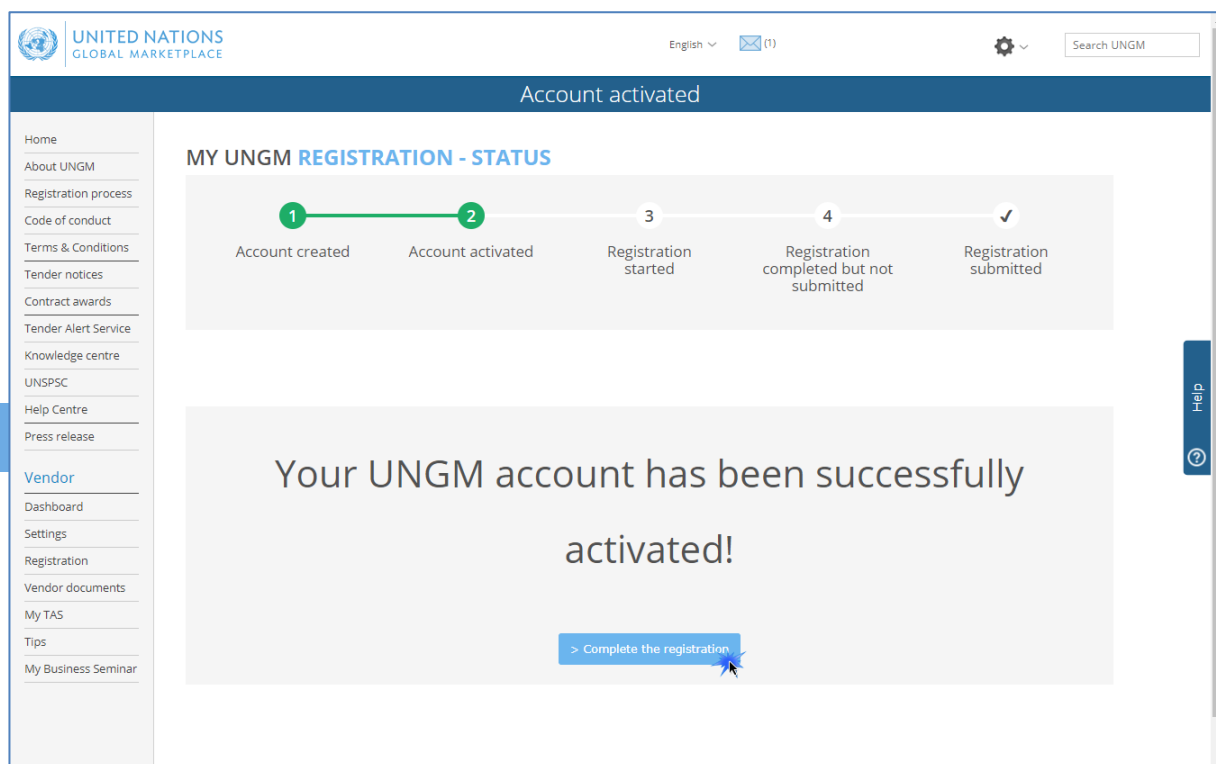 UNITED NATIONS
GLOBAL MARKETPLACE
English
(1)
Search UNGM
Account activated
Home
About UNGM
Registration process
Code of conduct
Terms & Conditions
Tender notices
Contract awards
Tender Alert Service
Knowledge centre
UNSPSC
Help Centre
Press release
Vendor
Dashboard
Settings
Registration
Vendor documents
My TAS
Tips
My Business Seminar
MY UNGM REGISTRATION - STATUS
1
Account created
2
Account activated
3
Registration
started
4
Registration
completed but not
submitted
✓
Registration
submitted
Your UNGM account has been successfully
activated!
> Complete the registration
Help
?